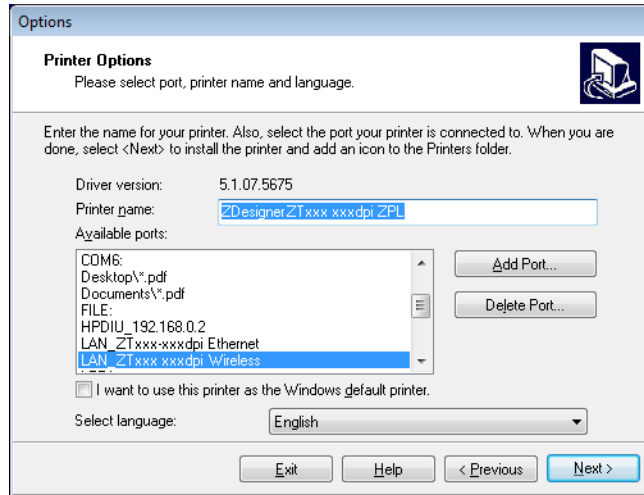 Options
Printer Options
Please select port, printer name and language.
Enter the name for your printer. Also, select the port your printer is connected to. When you are
done, select <Next> to install the printer and add an icon to the Printers folder.
Driver version: 5.1.07.5675
Printer name: ZDesignerZTxxx xxxdpi ZPL
Available ports:
COM6:
Desktop\*.pdf
Documents\*.pdf
FILE:
HPDIU_192.168.0.2
LAN_ZTxxx-xxxdpi Ethernet
LAN_ZTxxx xxxdpi Wireless
Add Port...
Delete Port...
I want to use this printer as the Windows default printer.
Select language: English
Exit Help < Previous Next >